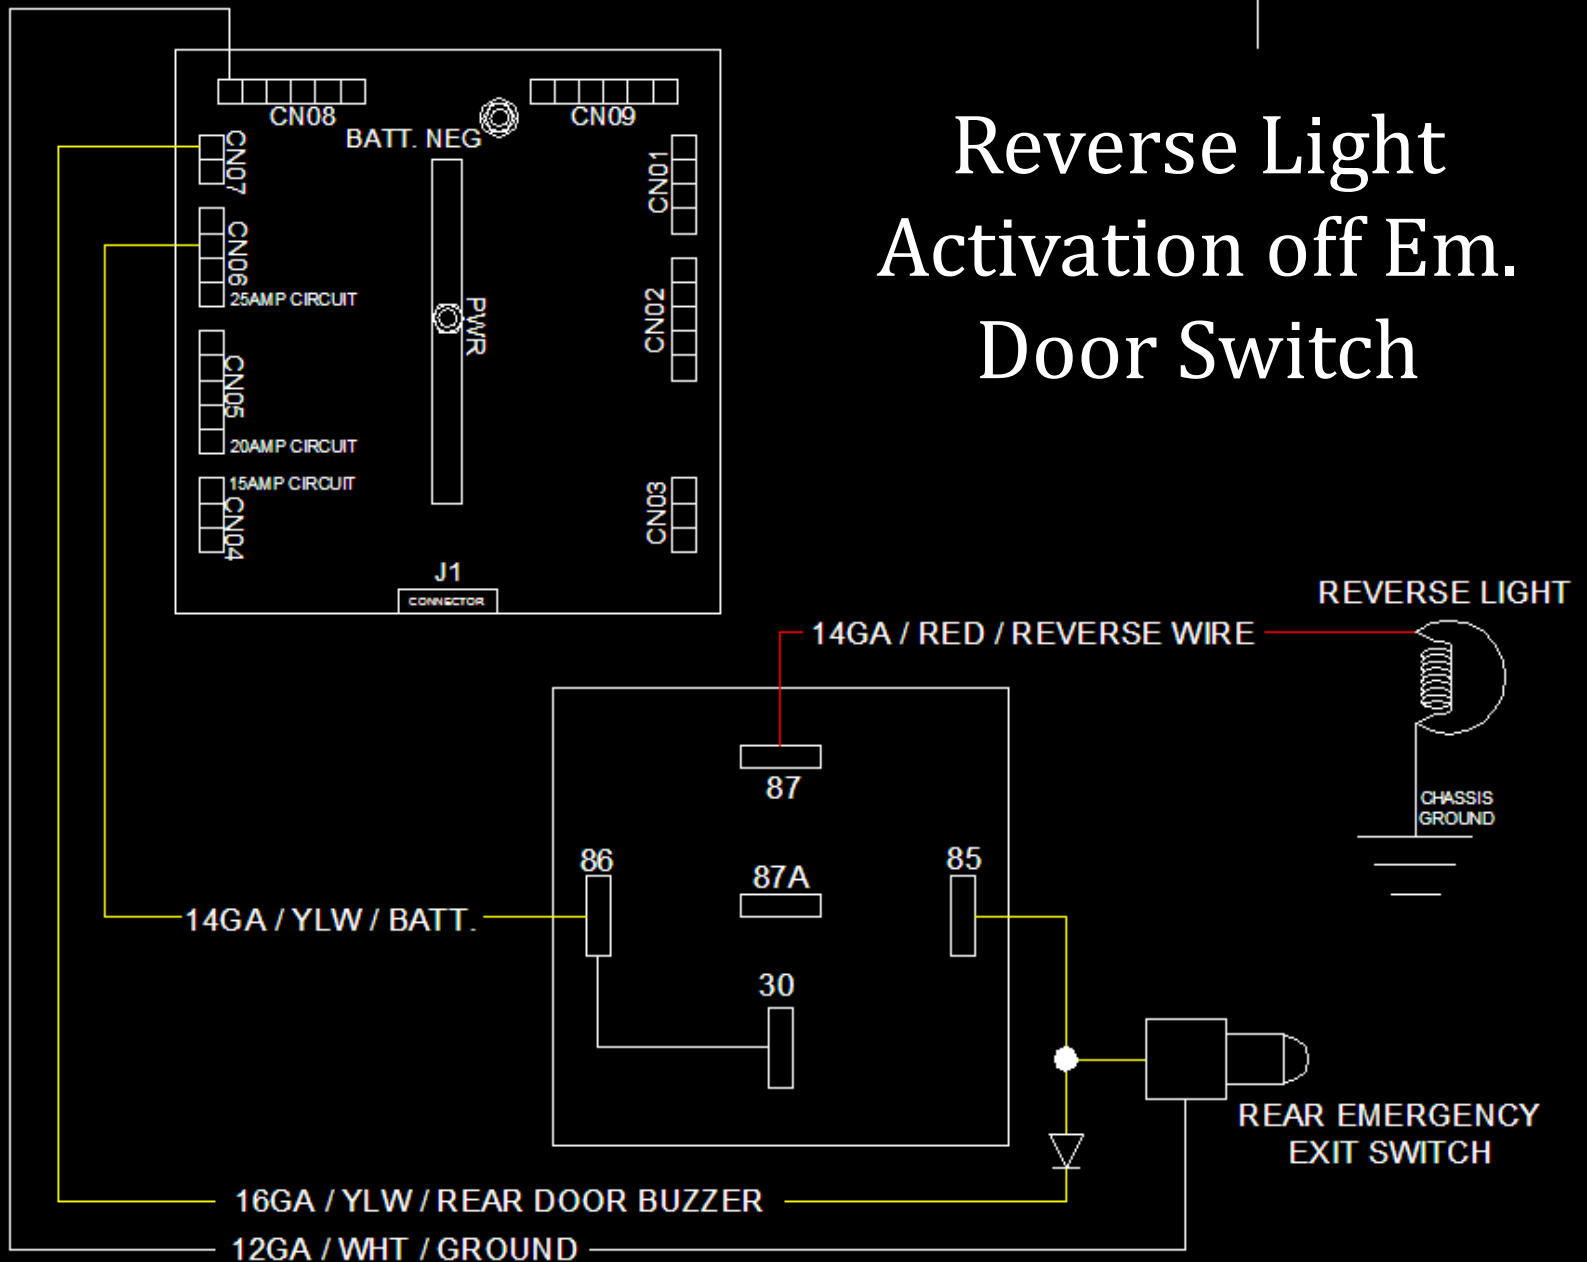 Reverse Light
Activation off Em.
Door Switch
CN08
CN09
BATT. NEG
CN07
CN01
CN06
25AMP CIRCUIT
PWR
CN02
CN05
20AMP CIRCUIT
15AMP CIRCUIT
CN04
CN03
J1
CONNECTOR
REVERSE LIGHT
14GA / RED / REVERSE WIRE
87
CHASSIS
GROUND
86
85
87A
14GA / YLW / BATT.
30
REAR EMERGENCY
EXIT SWITCH
16GA / YLW / REAR DOOR BUZZER
12GA / WHT / GROUND